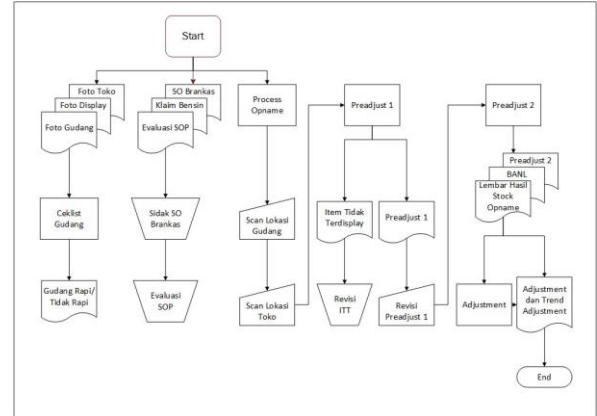 Start
Foto Toko
Foto Display
Foto Gudang
SO Brankas
Klaim Bensin
Evaluasi SOP
Process
Opname
Preadjust 1
Preadjust 2
Preadjust 2
BANL
Lembar Hasil
Stock
Opname
Ceklist
Gudang
Sidak SO
Brankas
Scan Lokasi
Gudang
Item Tidak
Terdisplay
Preadjust 1
Gudang Rapi/
Tidak Rapi
Evaluasi
SOP
Scan Lokasi
Toko
Revisi
ITT
Revisi
Preadjust 1
Adjustment
Adjustment
dan Trend
Adjustment
End